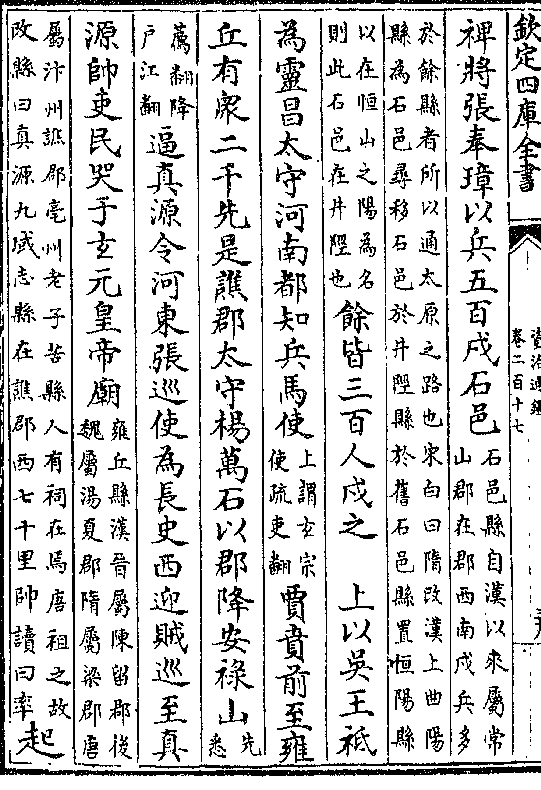 欽定四庫全書
資治通鑑
卷二百十七
裨將張奉璋以兵五百戍石邑
石邑縣自漢以來屬常
山郡在郡西南戍兵多
於餘縣者所以通太原之路也宋白曰隋改漢上曲陽
縣為石邑尋移石邑於井陘縣於舊石邑縣置恒陽縣
以在恒山之陽為名
則此石邑在井陘也
餘皆三百人戍之 上以吳王祗
為靈昌太守河南都知兵馬使
上謂玄宗
使疏吏翻
賈賁前至雍
丘有衆二千先是譙郡太守楊萬石以郡降安祿山
先
悉
薦翻降
户江翻
逼真源令河東張巡使為長史西迎賊巡至真
源帥吏民哭于玄元皇帝廟
雍丘縣漢晉屬陳留郡後
魏屬湯夏郡隋屬梁郡唐
屬汴州譙郡亳州老子苦縣人有祠在焉唐祖之故
改縣曰真源九域志縣在譙郡西七千里帥讀曰率
起